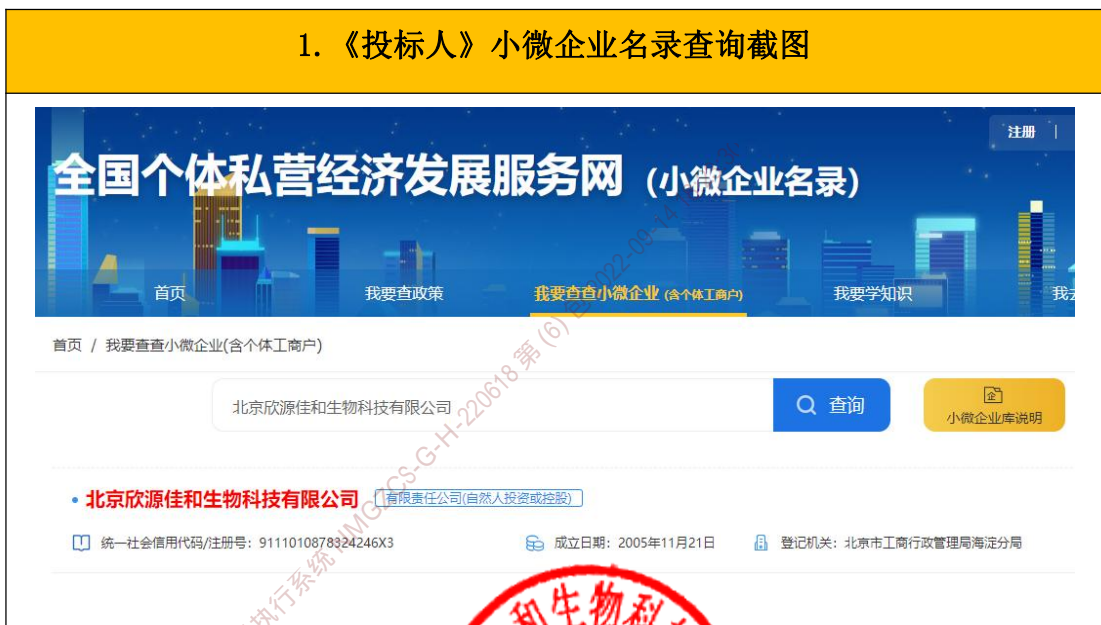 1.《投标人》小微企业名录查询截图
注册
全国个体私营经济发展服务网（小微企业名录）
首页 我要查政策 我要查查小微企业 (含个体工商户) 我要学知识
首页 / 我要查查小微企业(含个体工商户)
北京欣源佳和生物科技有限公司 查询 小微企业库说明
北京欣源佳和生物科技有限公司 有限责任公司(自然人投资或控股)
统一社会信用代码/注册号：9111010878324246X3 成立日期：2005年11月21日 登记机关：北京市工商行政管理局海淀分局
和生物科